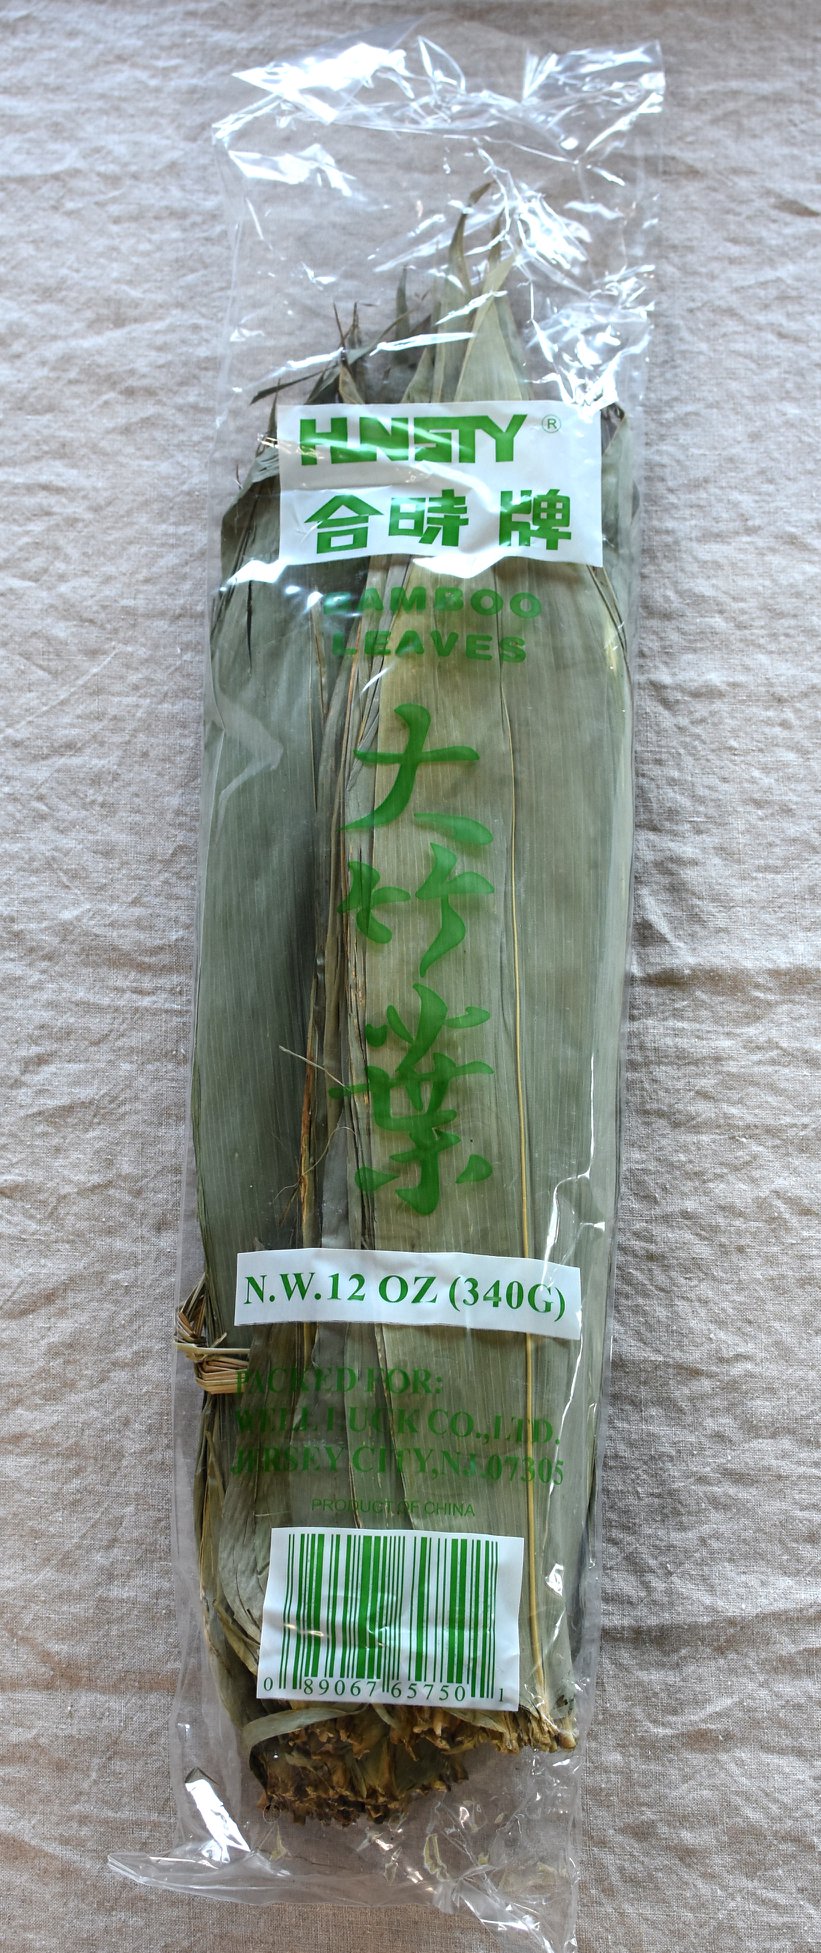 HNSTY ®
合時牌
BAMBOO
LEAVES
大竹葉
N.W.12 OZ (340G)
PACKED FOR:
WELL LUCK CO.,LTD.
JERSEY CITY,NJ.07305
PRODUCT OF CHINA
0 89067 65750 1